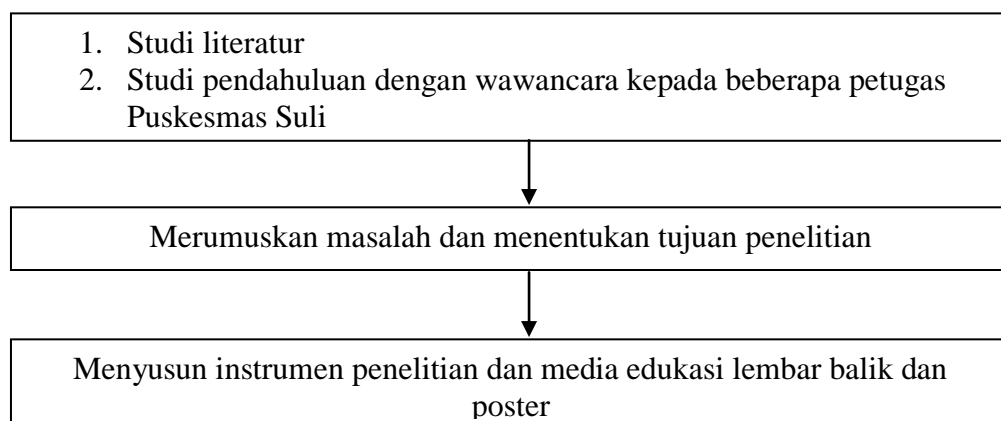 1. Studi literatur
2. Studi pendahuluan dengan wawancara kepada beberapa petugas
Puskesmas Suli
Merumuskan masalah dan menentukan tujuan penelitian
Menyusun instrumen penelitian dan media edukasi lembar balik dan
poster